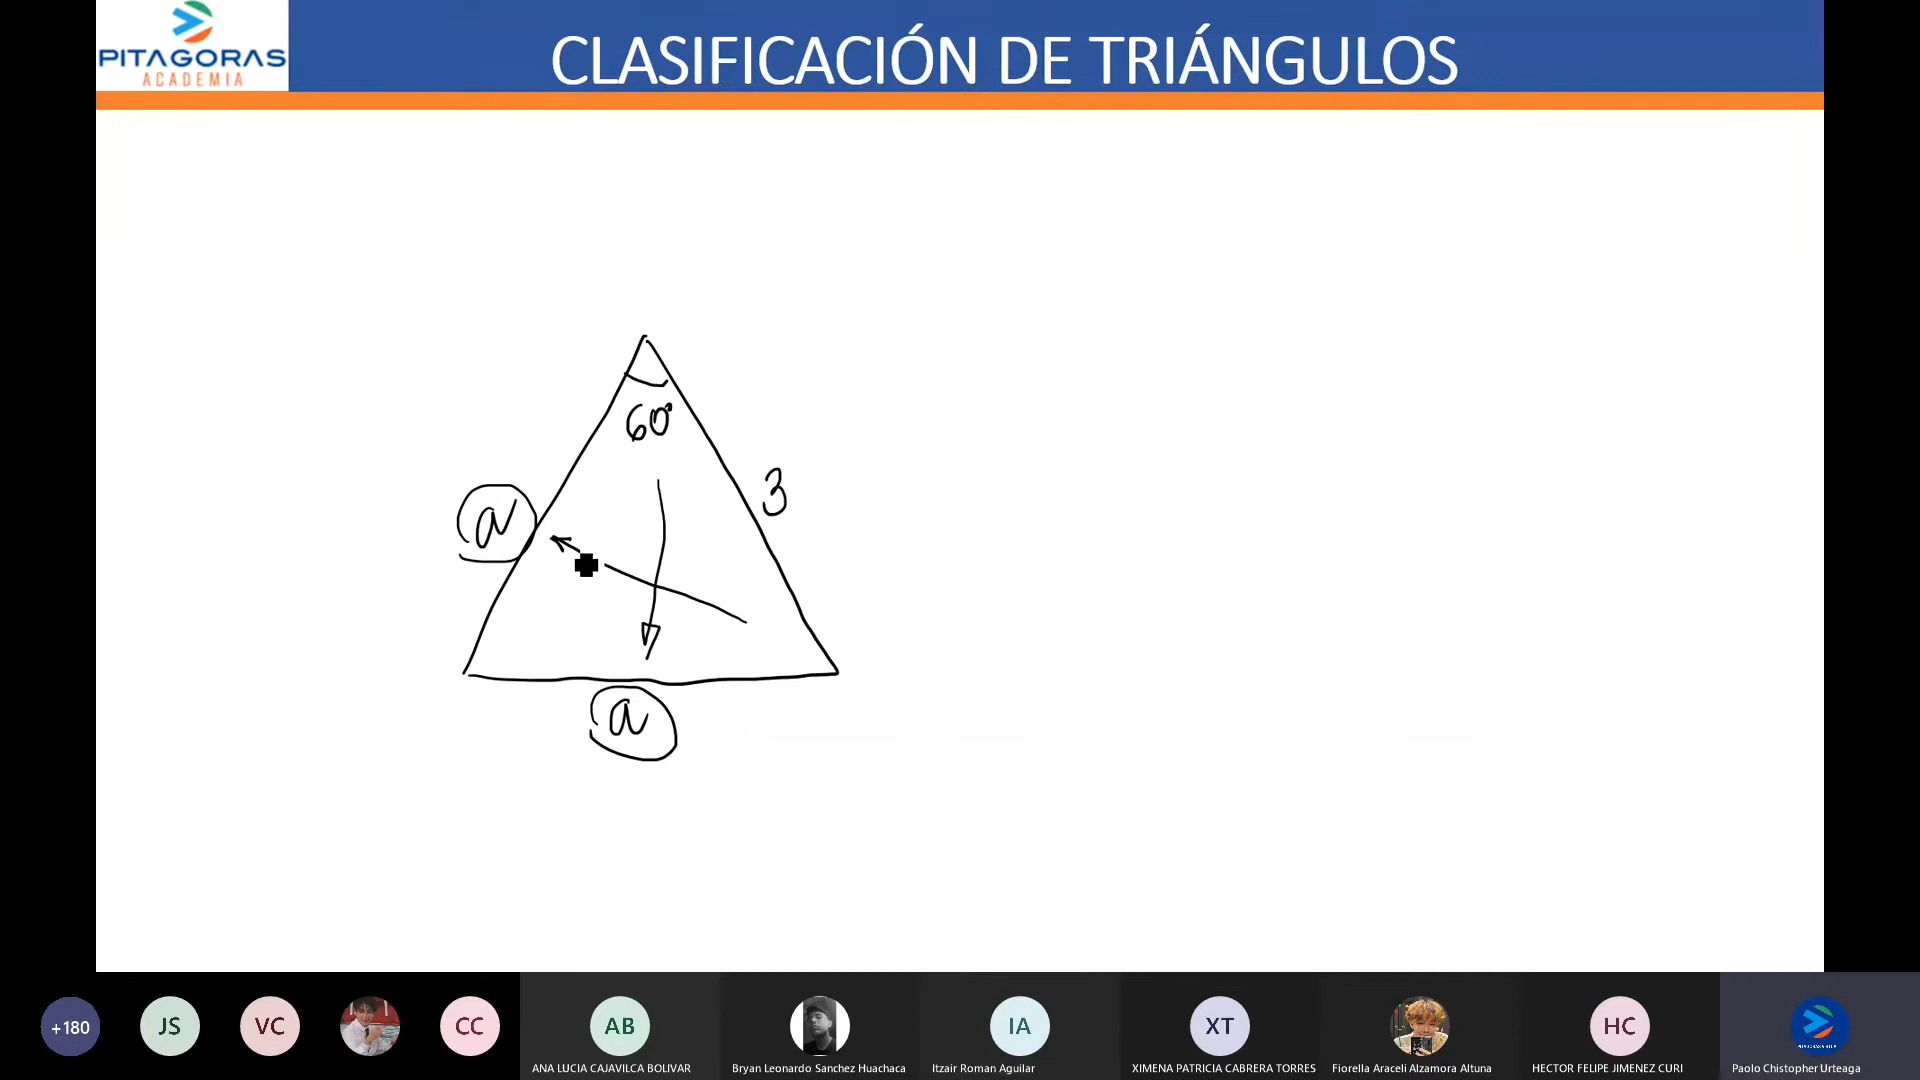 PITAGORAS
ACADEMIA
CLASIFICACIÓN DE TRIÁNGULOS
60°
a
3
a
+180
JS
VC
CC
AB
IA
XT
HC
ANA LUCIA CAJAVILCA BOLIVAR
Bryan Leonardo Sanchez Huachaca
Itzair Roman Aguilar
XIMENA PATRICIA CABRERA TORRES
Fiorella Araceli Alzamora Altuna
HECTOR FELIPE JIMENEZ CURI
Paolo Chistopher Urteaga